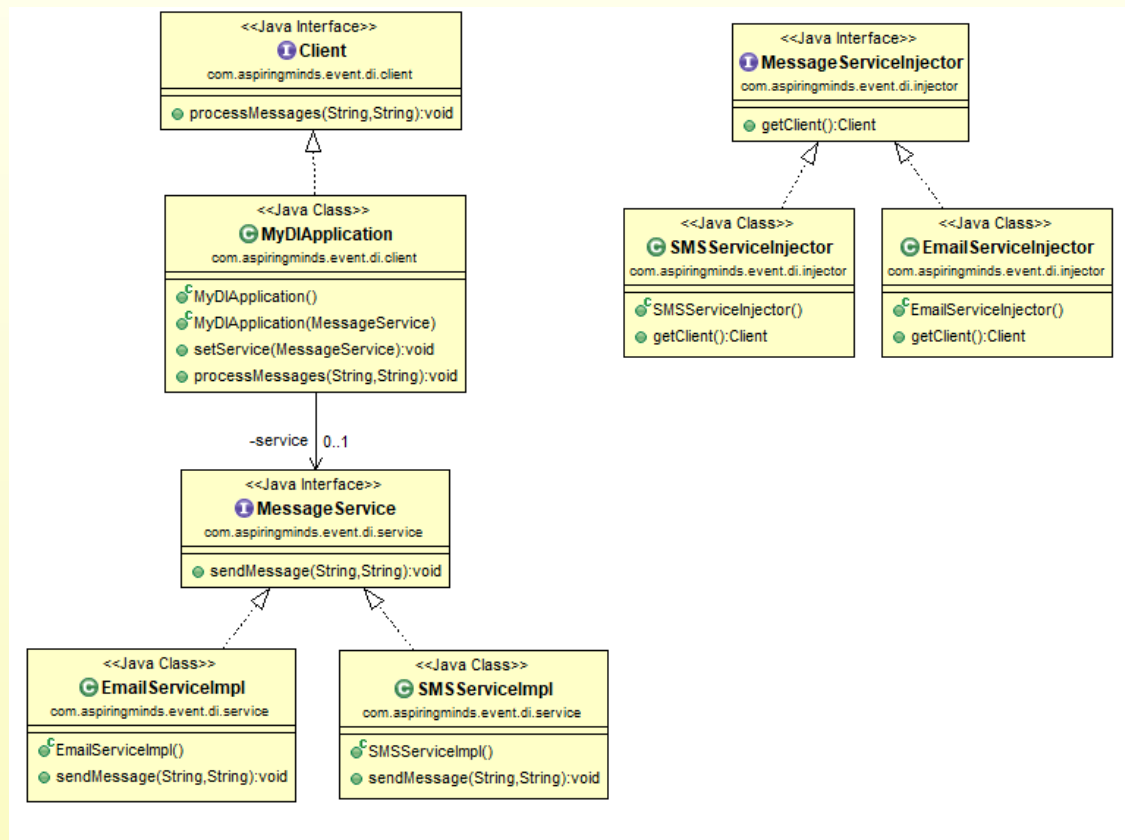 <<Java Interface>>
Client
com.aspiringminds.event.di.client
processMessages(String,String):void
<<Java Class>>
MyDIApplication
com.aspiringminds.event.di.client
MyDIApplication()
MyDIApplication(MessageService)
setService(MessageService):void
processMessages(String,String):void
-service 0..1
<<Java Interface>>
MessageService
com.aspiringminds.event.di.service
sendMessage(String,String):void
<<Java Class>>
EmailServiceImpl
com.aspiringminds.event.di.service
EmailServiceImpl()
sendMessage(String,String):void
<<Java Class>>
SMSServiceImpl
com.aspiringminds.event.di.service
SMSServiceImpl()
sendMessage(String,String):void
<<Java Interface>>
MessageServiceInjector
com.aspiringminds.event.di.injector
getClient():Client
<<Java Class>>
SMSServiceInjector
com.aspiringminds.event.di.injector
SMSServiceInjector()
getClient():Client
<<Java Class>>
EmailServiceInjector
com.aspiringminds.event.di.injector
EmailServiceInjector()
getClient():Client